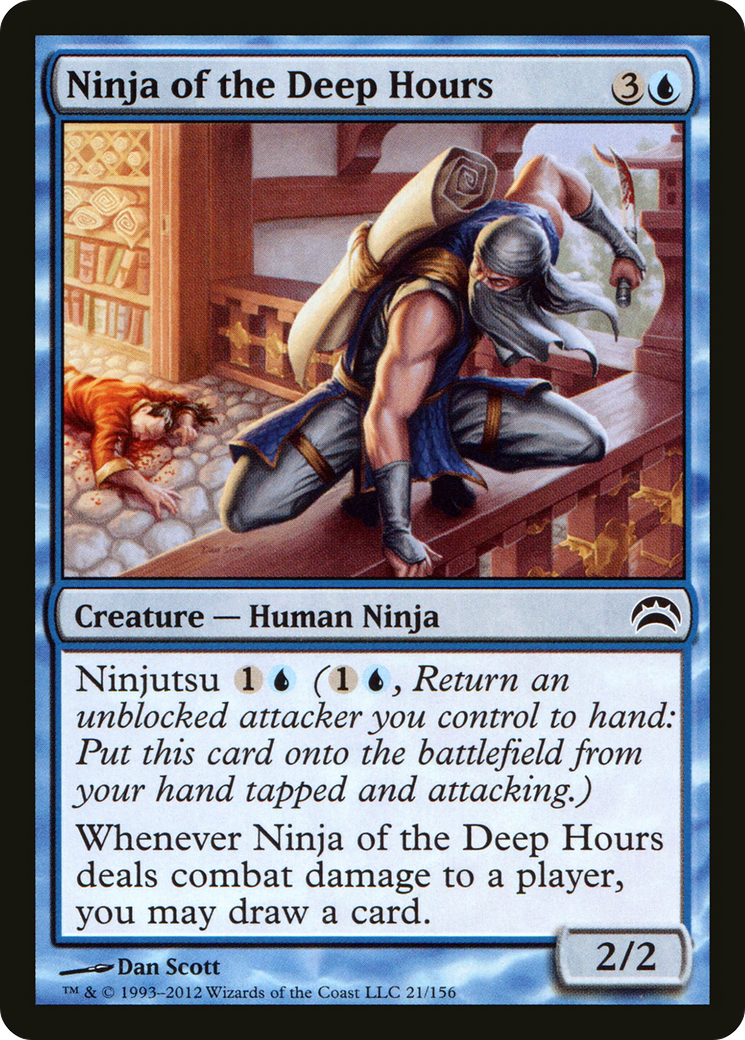 Ninja of the Deep Hours 3
Creature — Human Ninja
Ninjutsu 1 (1, Return an
unblocked attacker you control to hand:
Put this card onto the battlefield from
your hand tapped and attacking.)
Whenever Ninja of the Deep Hours
deals combat damage to a player,
you may draw a card.
2/2
Dan Scott
™ & © 1993–2012 Wizards of the Coast LLC 21/156